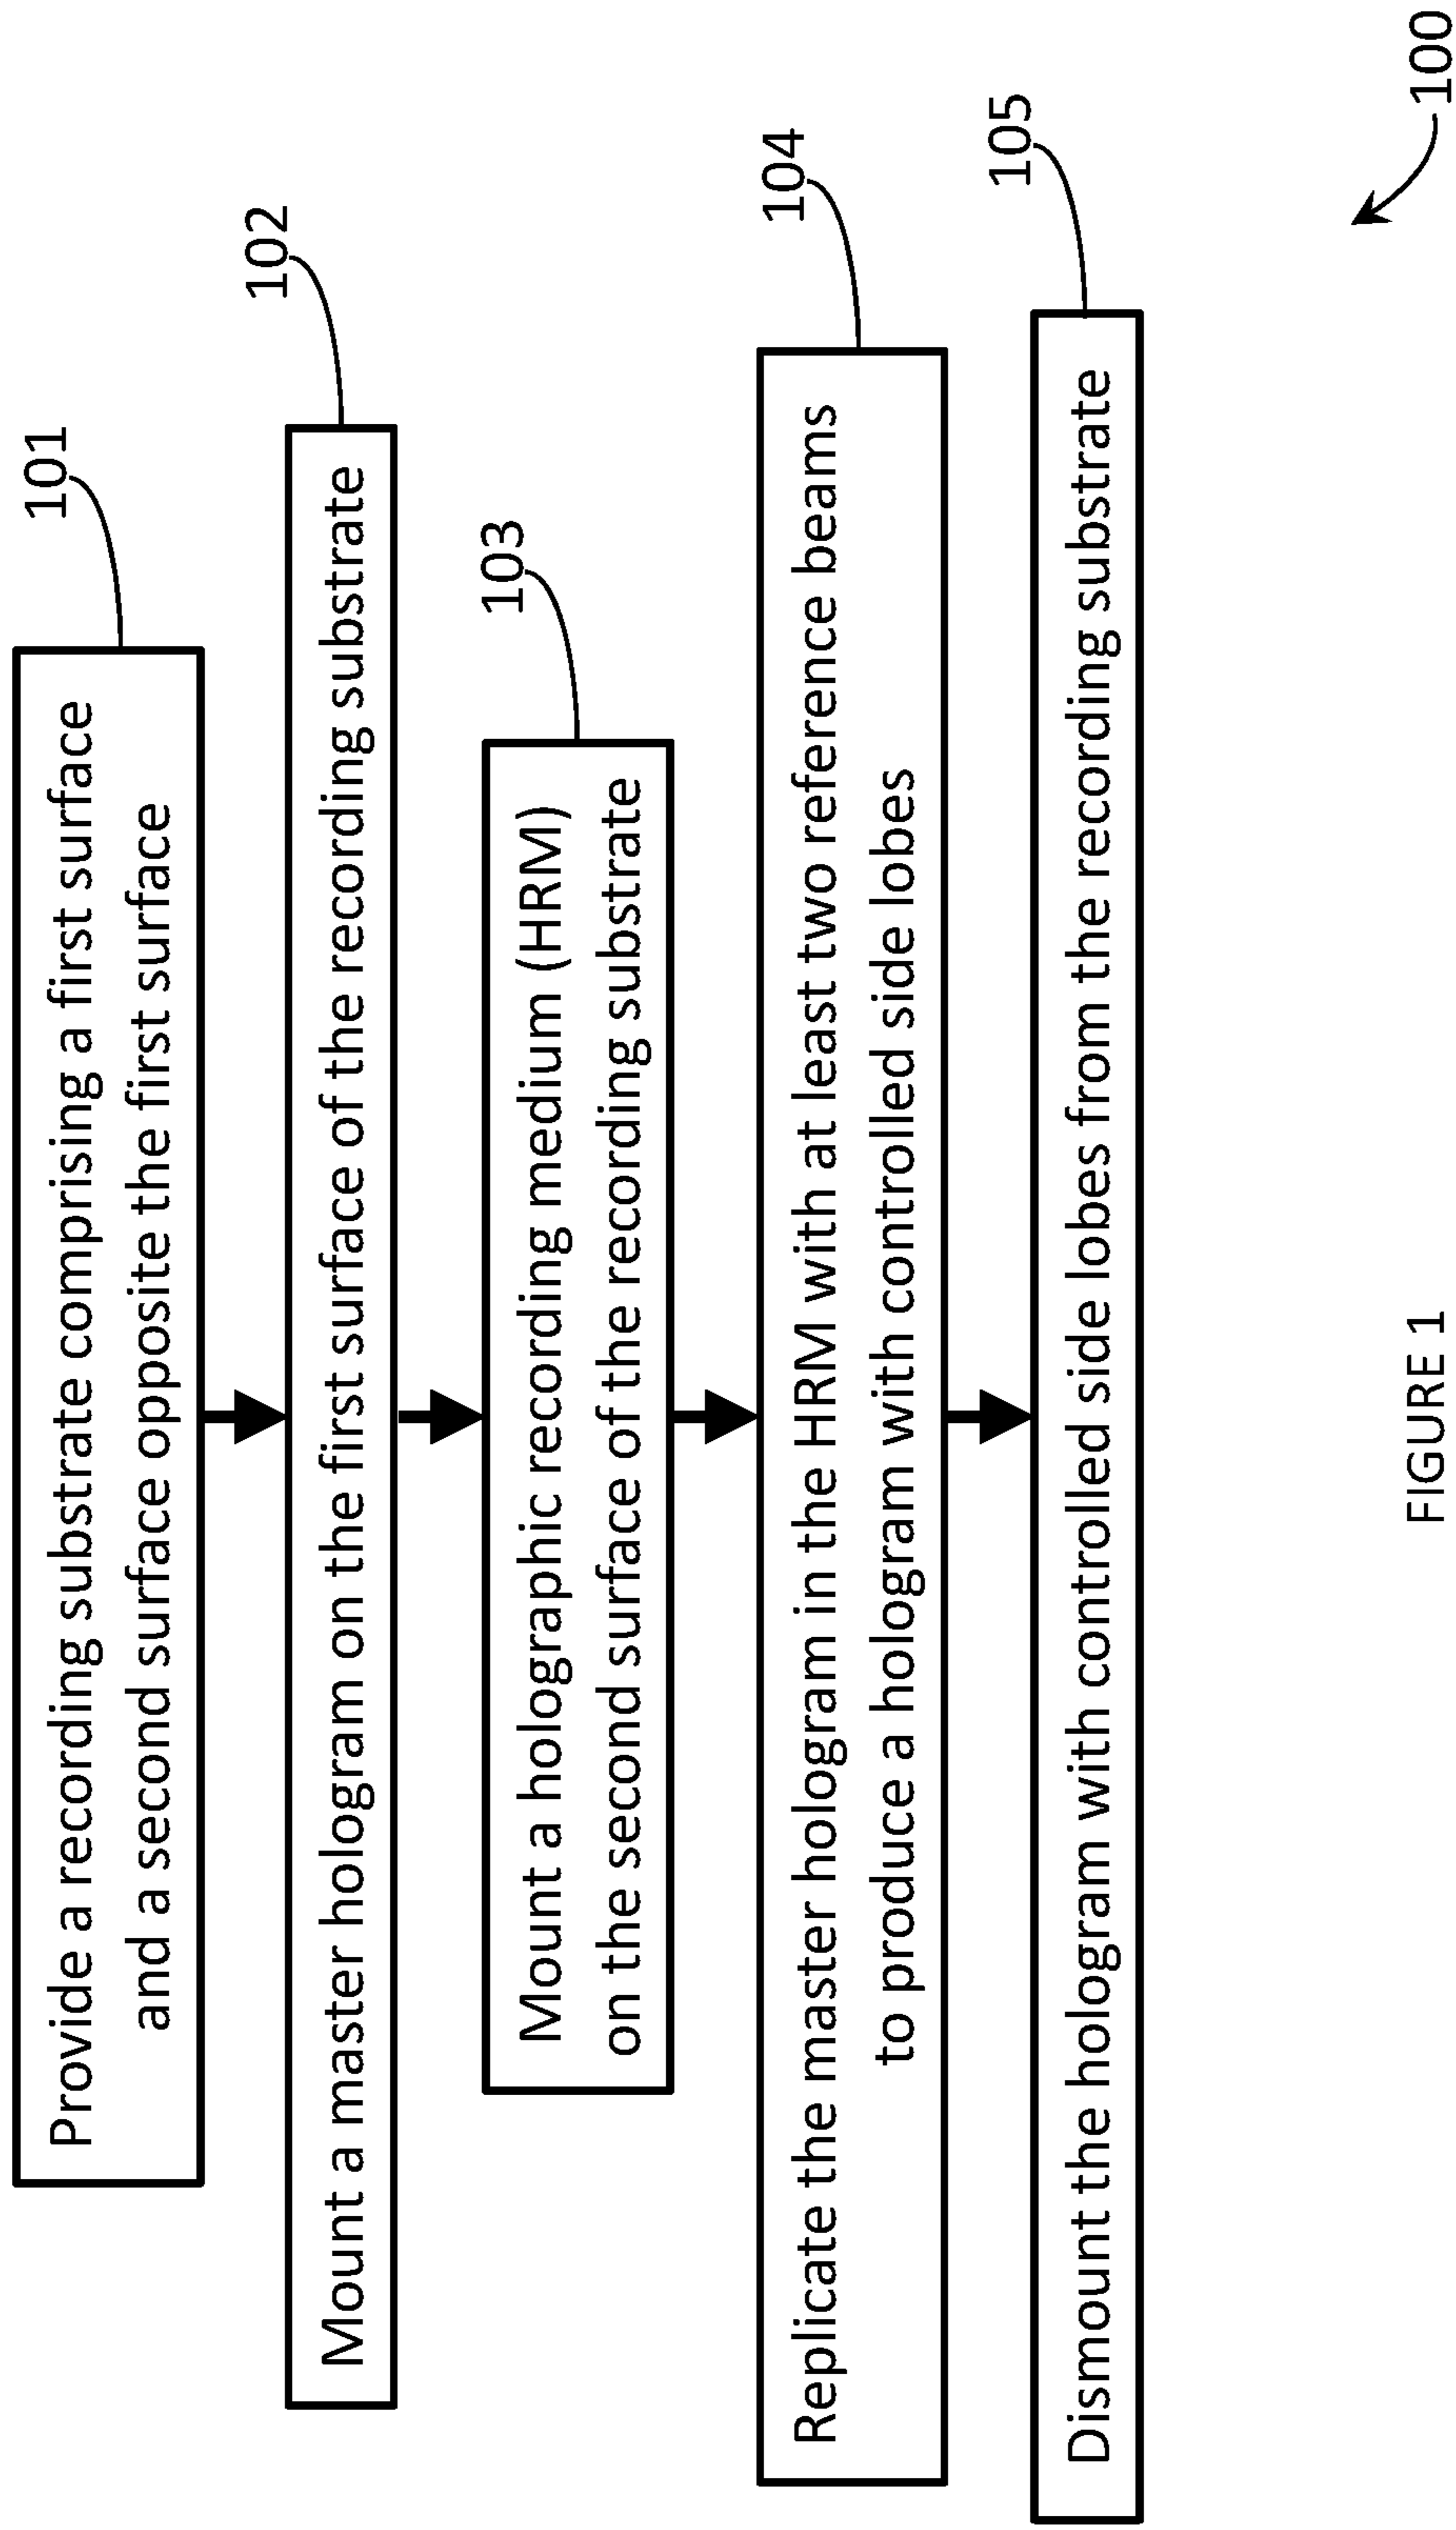 101
Provide a recording substrate comprising a first surface
and a second surface opposite the first surface
102
Mount a master hologram on the first surface of the recording substrate
103
Mount a holographic recording medium (HRM)
on the second surface of the recording substrate
104
Replicate the master hologram in the HRM with at least two reference beams
to produce a hologram with controlled side lobes
105
Dismount the hologram with controlled side lobes from the recording substrate
100
FIGURE 1